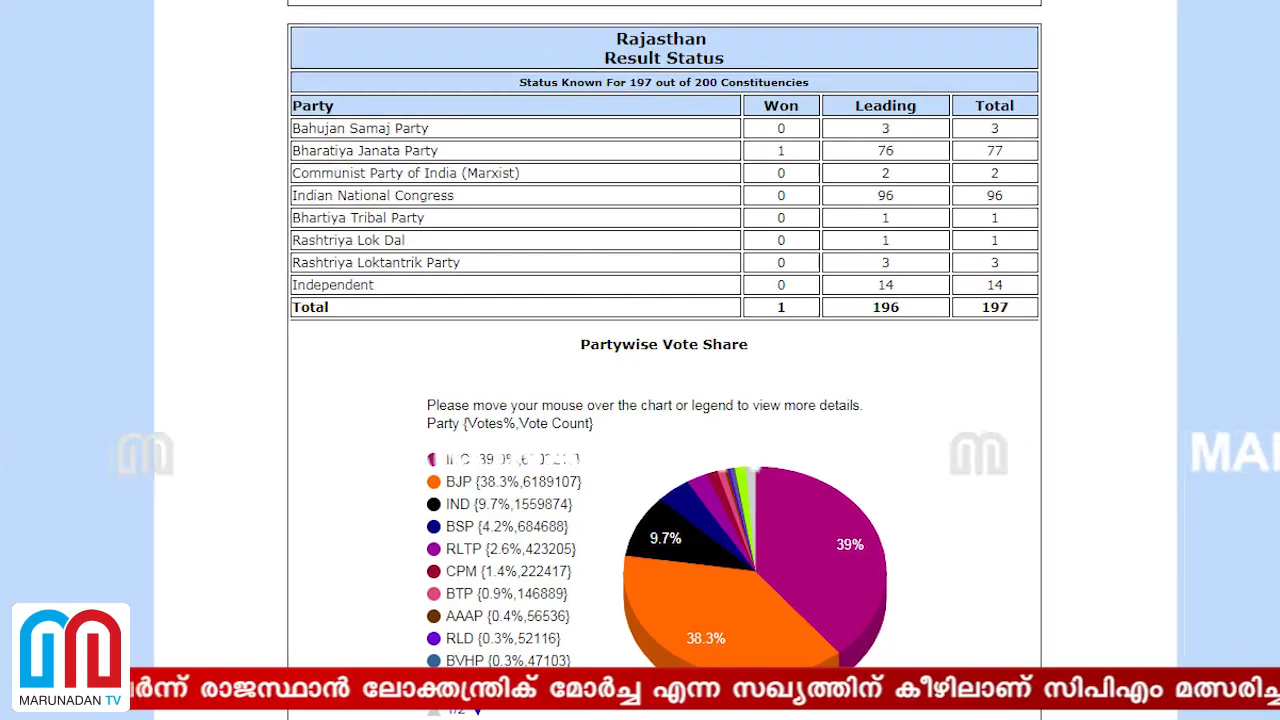 Rajasthan
Result Status
Status Known For 197 out of 200 Constituencies
Party Won Leading Total
Bahujan Samaj Party 0 3 3
Bharatiya Janata Party 1 76 77
Communist Party of India (Marxist) 0 2 2
Indian National Congress 0 96 96
Bhartiya Tribal Party 0 1 1
Rashtriya Lok Dal 0 1 1
Rashtriya Loktantrik Party 0 3 3
Independent 0 14 14
Total 1 196 197
Partywise Vote Share
Please move your mouse over the chart or legend to view more details.
Party {Votes%,Vote Count}
MA
BJP {38.3%,6189107}
IND {9.7%,1559874}
BSP {4.2%,684688}
RLTP {2.6%,423205}
CPM {1.4%,222417}
BTP {0.9%,146889}
AAAP {0.4%,56536}
RLD {0.3%,52116}
BVHP {0.3%,47103}
1/2
39%
9.7%
38.3%
MARUNADAN TV
രാജസ്ഥാൻ ലോക്തന്ത്രിക് മോർച്ച എന്ന സഖ്യത്തിന് കീഴിലാണ് സിപിഎം മത്സരിച്ച